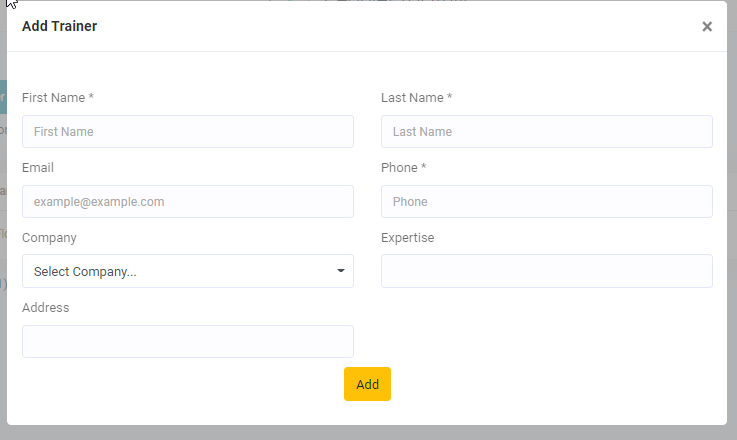 Add Trainer ×
First Name * Last Name *
First Name Last Name
Email Phone *
example@example.com Phone
Company Expertise
Select Company...
Address
Add